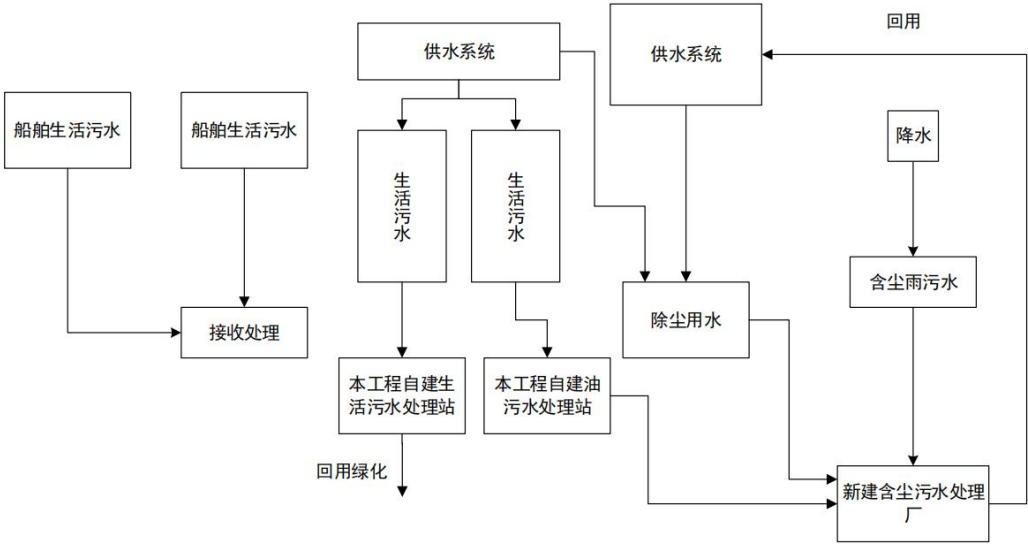 回用
供水系统
供水系统
船舶生活污水
船舶生活污水
降水
生活污水
生活污水
含尘雨污水
除尘用水
接收处理
本工程自建生
活污水处理站
本工程自建油
污水处理站
回用绿化
新建含尘污水处理
厂